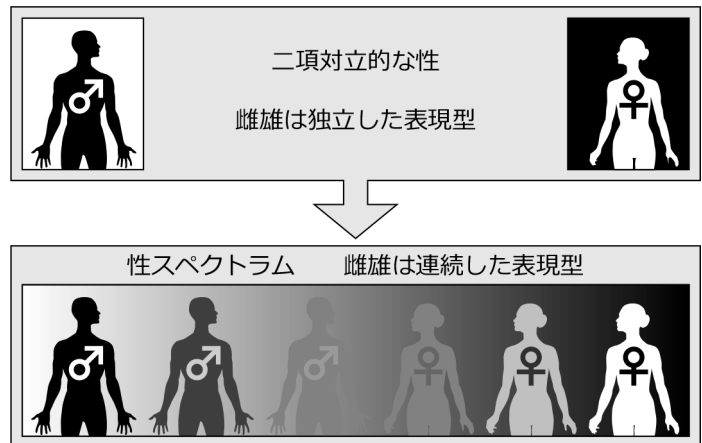 二項対立的な性
雌雄は独立した表現型
性スペクトラム　　雌雄は連続した表現型